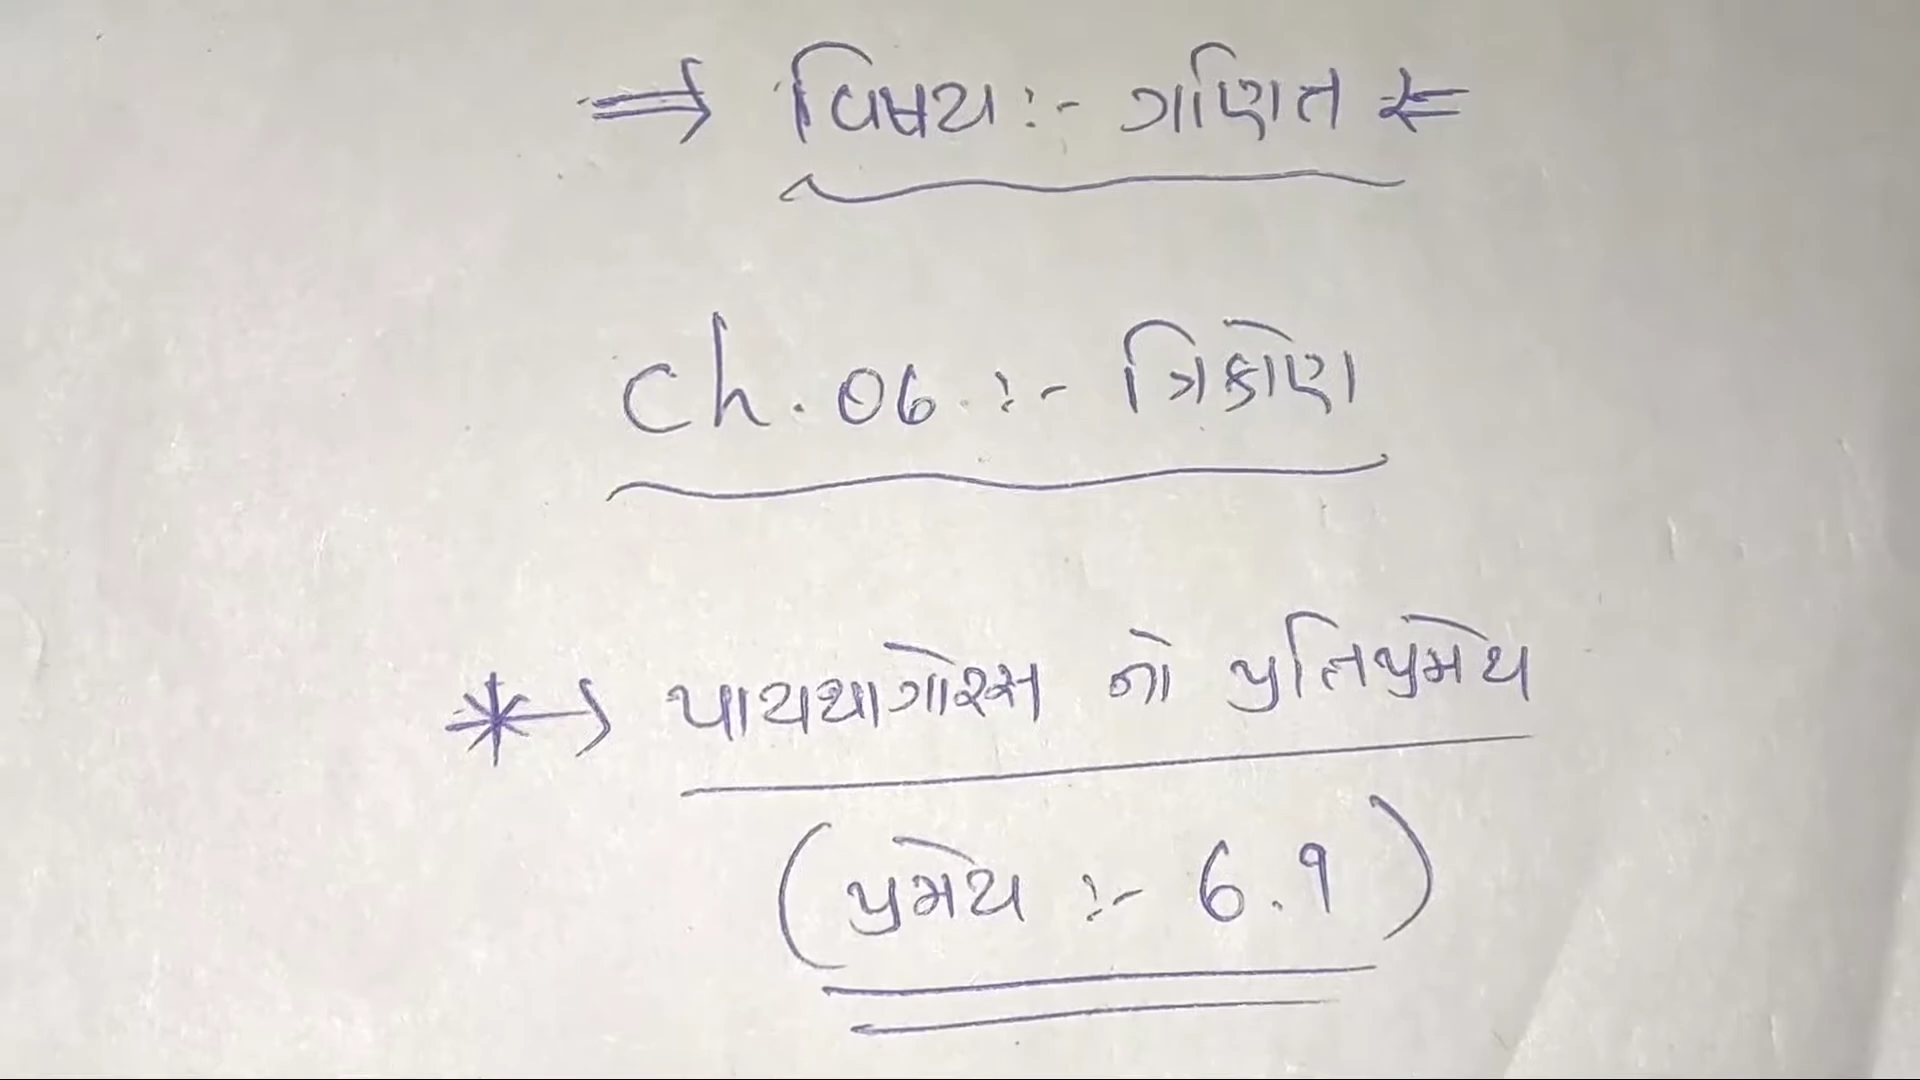 ⇒ વિષય :- ગણિત ⇐
Ch. 06 :- ત્રિકોણ
*→ પાયથાગોરસ નો પ્રતિપ્રમેય
(પ્રમેય :- 6.9)